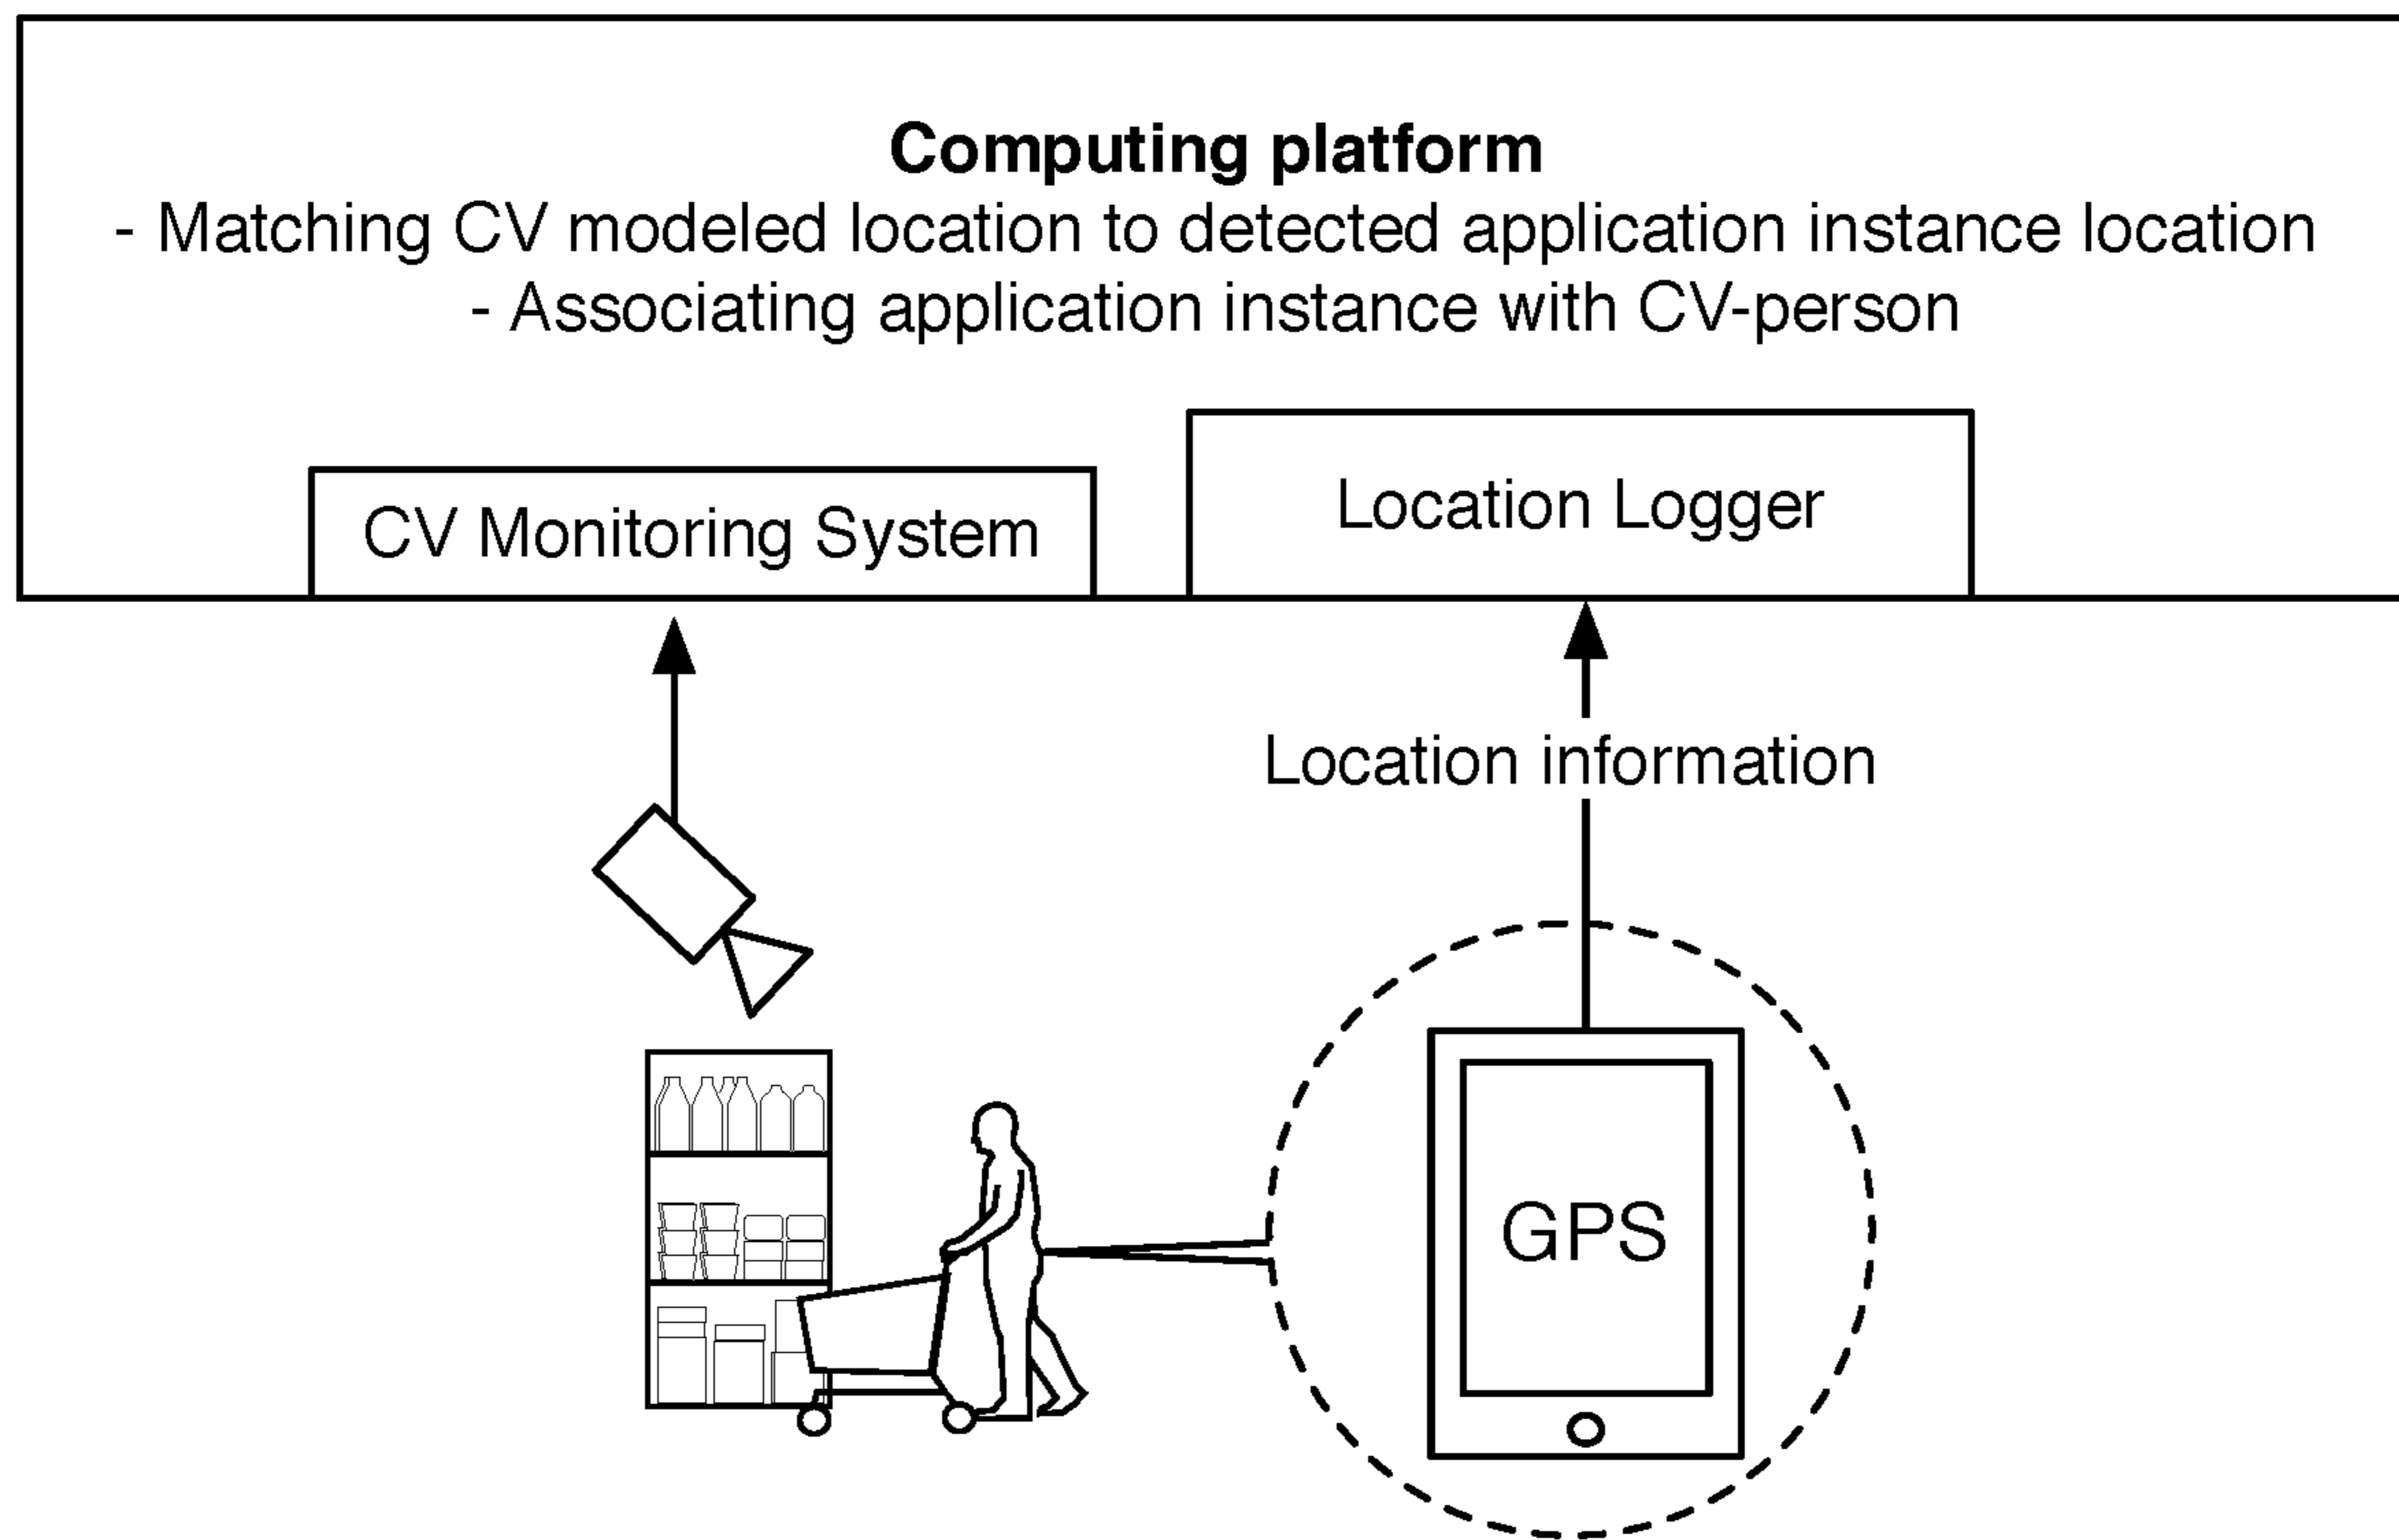 Computing platform
- Matching CV modeled location to detected application instance location
- Associating application instance with CV-person
CV Monitoring System
Location Logger
Location information
GPS